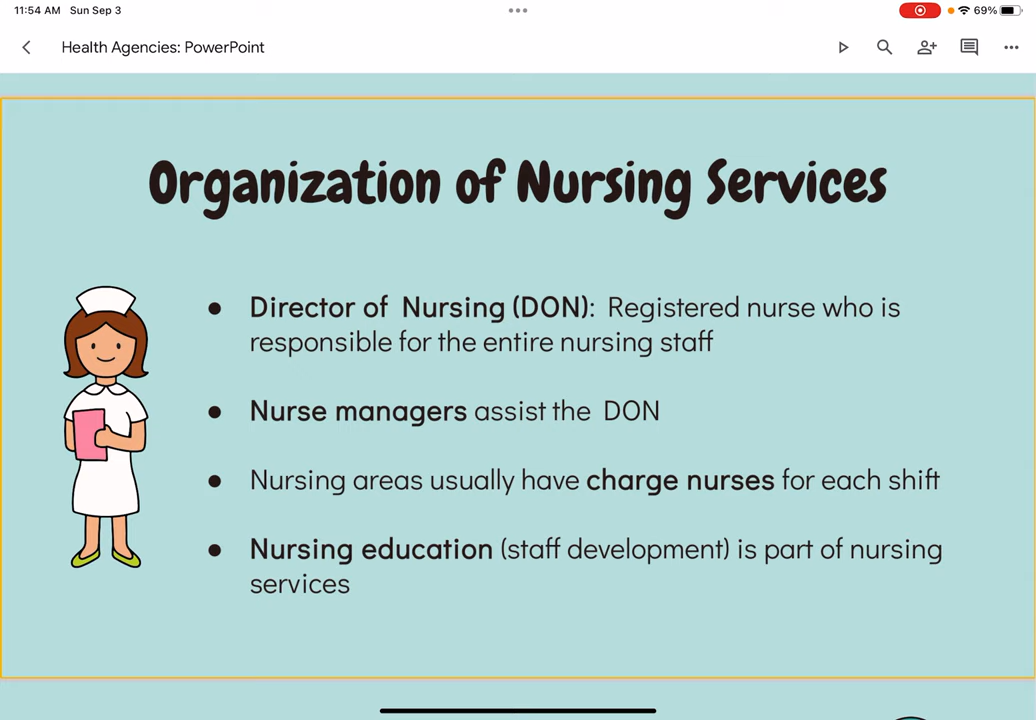 11:54 AM Sun Sep 3
69%
Health Agencies: PowerPoint
Organization of Nursing Services
● Director of Nursing (DON): Registered nurse who is
responsible for the entire nursing staff
● Nurse managers assist the DON
● Nursing areas usually have charge nurses for each shift
● Nursing education (staff development) is part of nursing
services